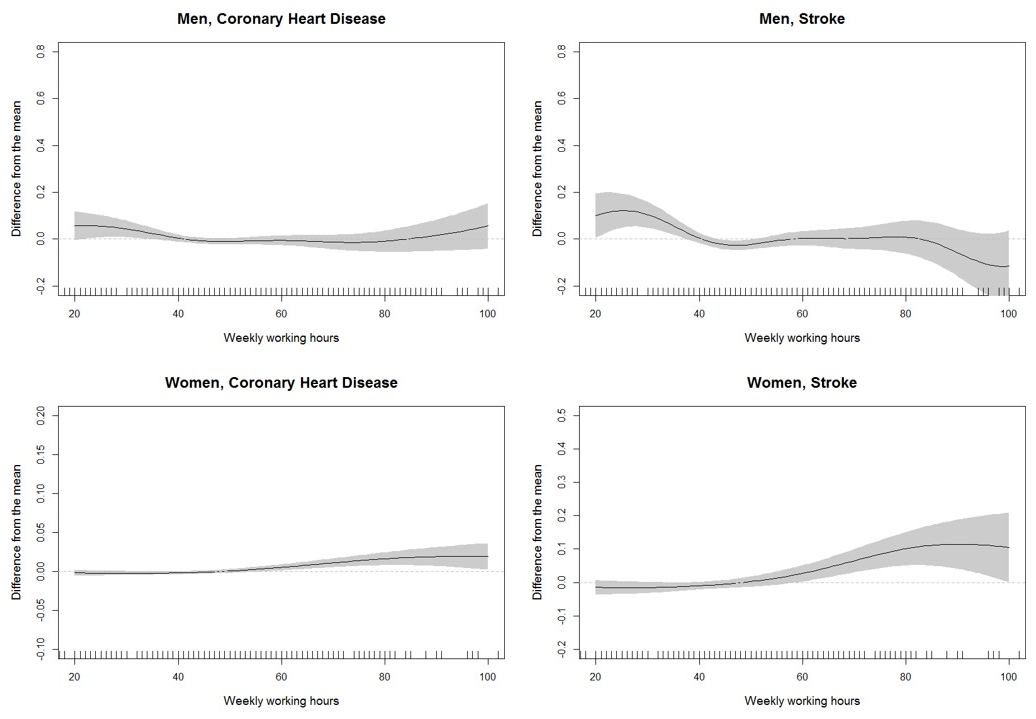 Men, Coronary Heart Disease
Difference from the mean
0.8
0.6
0.4
0.2
0.0
-0.2
20 40 60 80 100
Weekly working hours
Men, Stroke
Difference from the mean
0.8
0.6
0.4
0.2
0.0
-0.2
20 40 60 80 100
Weekly working hours
Women, Coronary Heart Disease
Difference from the mean
0.20
0.15
0.10
0.05
0.00
-0.05
-0.10
20 40 60 80 100
Weekly working hours
Women, Stroke
Difference from the mean
0.5
0.4
0.3
0.2
0.1
0.0
-0.1
-0.2
20 40 60 80 100
Weekly working hours